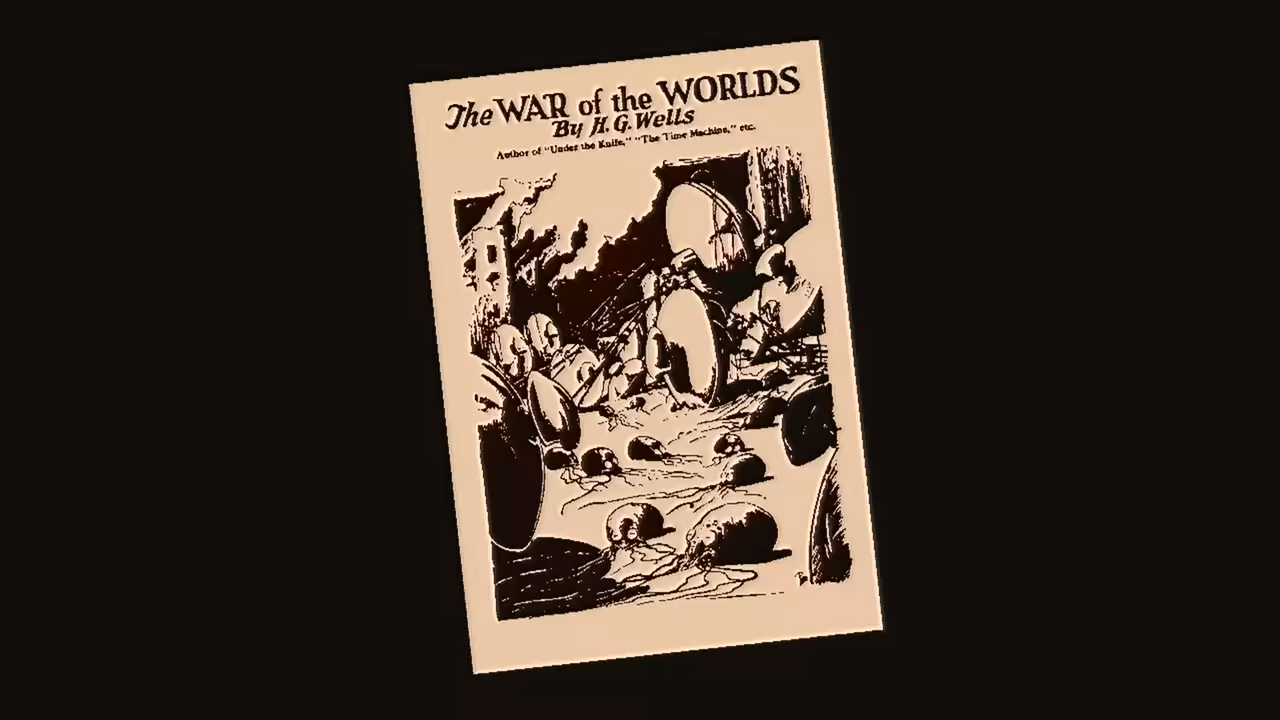 The WAR of the WORLDS
By H. G. Wells
Author of "Under the Knife," "The Time Machine," etc.